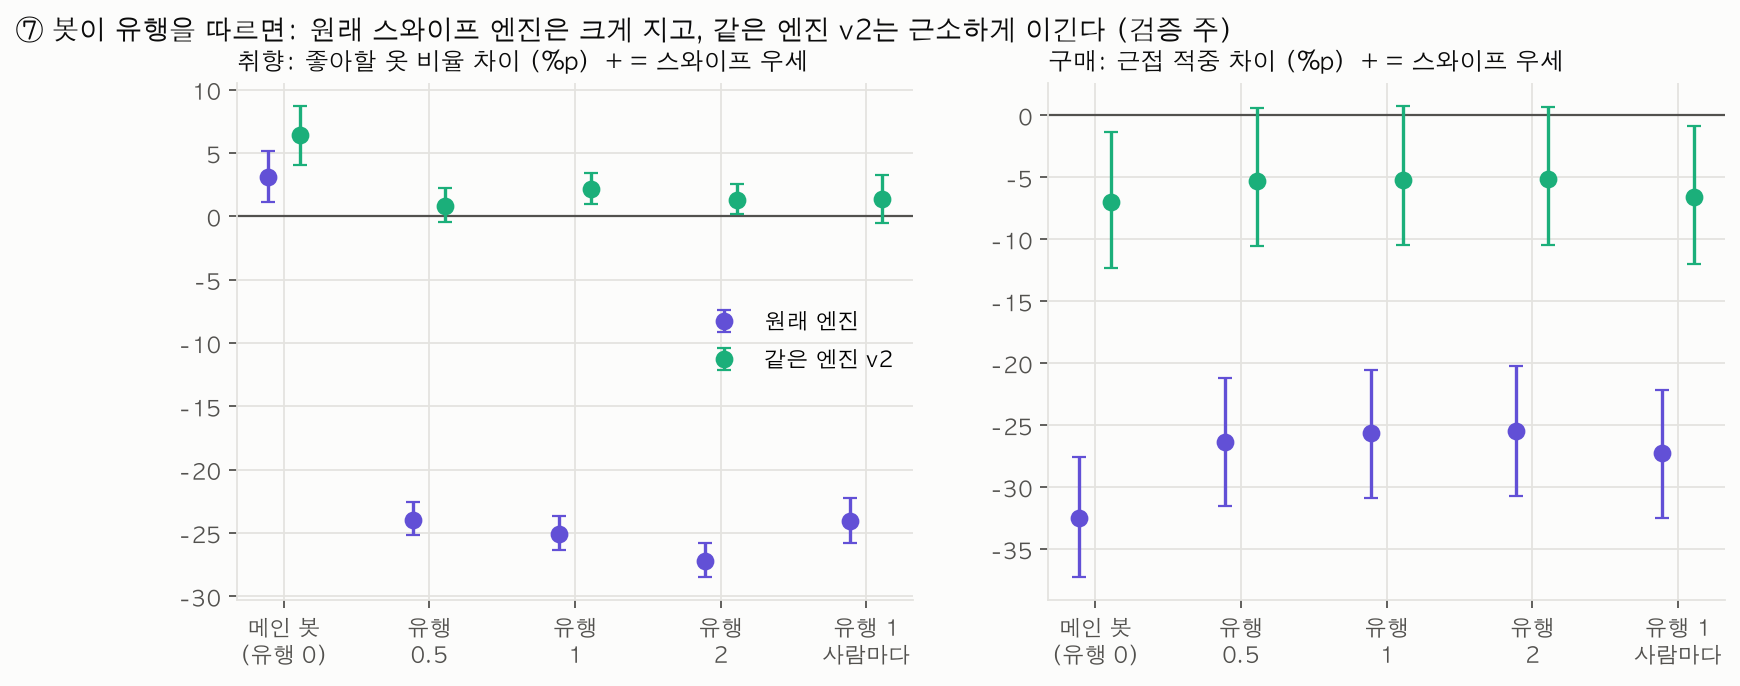 ⑦ 봇이 유행을 따르면: 원래 스와이프 엔진은 크게 지고, 같은 엔진 v2는 근소하게 이긴다 (검증 주)
취향: 좋아할 옷 비율 차이 (%p)  + = 스와이프 우세
10
5
0
-5
-10
-15
-20
-25
-30
원래 엔진
같은 엔진 v2
메인 봇
(유행 0)
유행
0.5
유행
1
유행
2
유행 1
사람마다
구매: 근접 적중 차이 (%p)  + = 스와이프 우세
0
-5
-10
-15
-20
-25
-30
-35
메인 봇
(유행 0)
유행
0.5
유행
1
유행
2
유행 1
사람마다